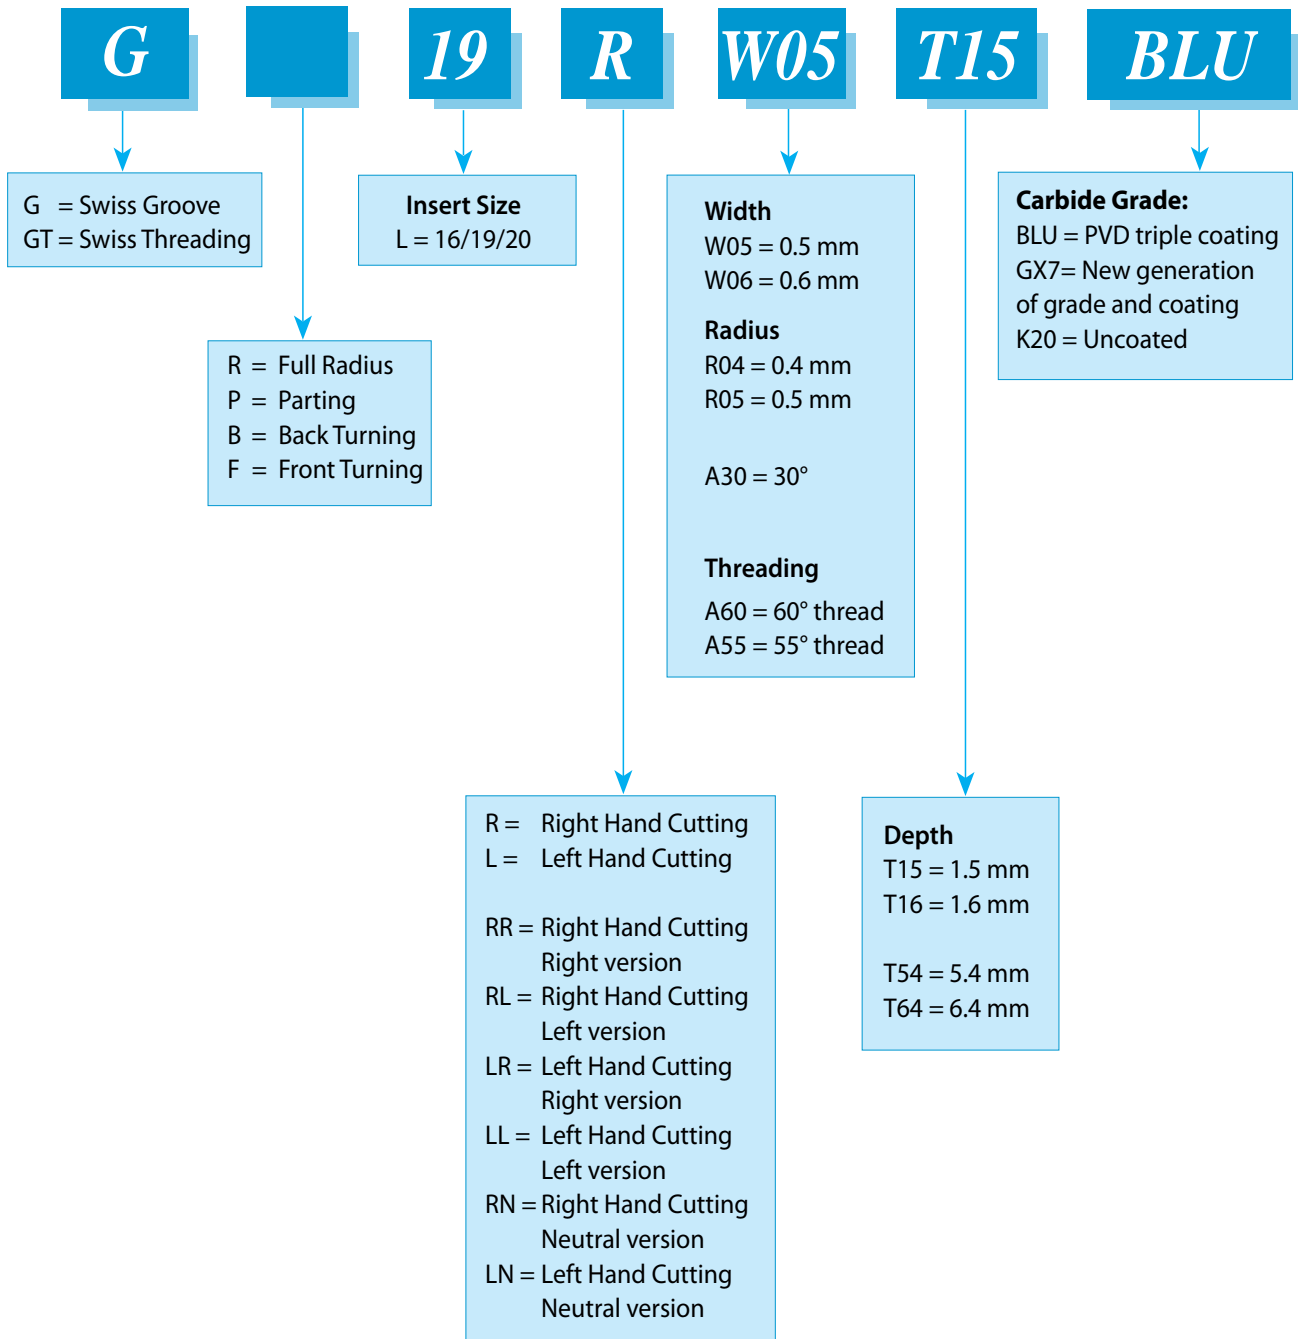 G 19 R W05 T15 BLU
G = Swiss Groove
GT = Swiss Threading
R = Full Radius
P = Parting
B = Back Turning
F = Front Turning
Insert Size
L = 16/19/20
R = Right Hand Cutting
L = Left Hand Cutting
RR = Right Hand Cutting
Right version
RL = Right Hand Cutting
Left version
LR = Left Hand Cutting
Right version
LL = Left Hand Cutting
Left version
RN = Right Hand Cutting
Neutral version
LN = Left Hand Cutting
Neutral version
Width
W05 = 0.5 mm
W06 = 0.6 mm
Radius
R04 = 0.4 mm
R05 = 0.5 mm
A30 = 30°
Threading
A60 = 60° thread
A55 = 55° thread
Depth
T15 = 1.5 mm
T16 = 1.6 mm
T54 = 5.4 mm
T64 = 6.4 mm
Carbide Grade:
BLU = PVD triple coating
GX7= New generation
of grade and coating
K20 = Uncoated